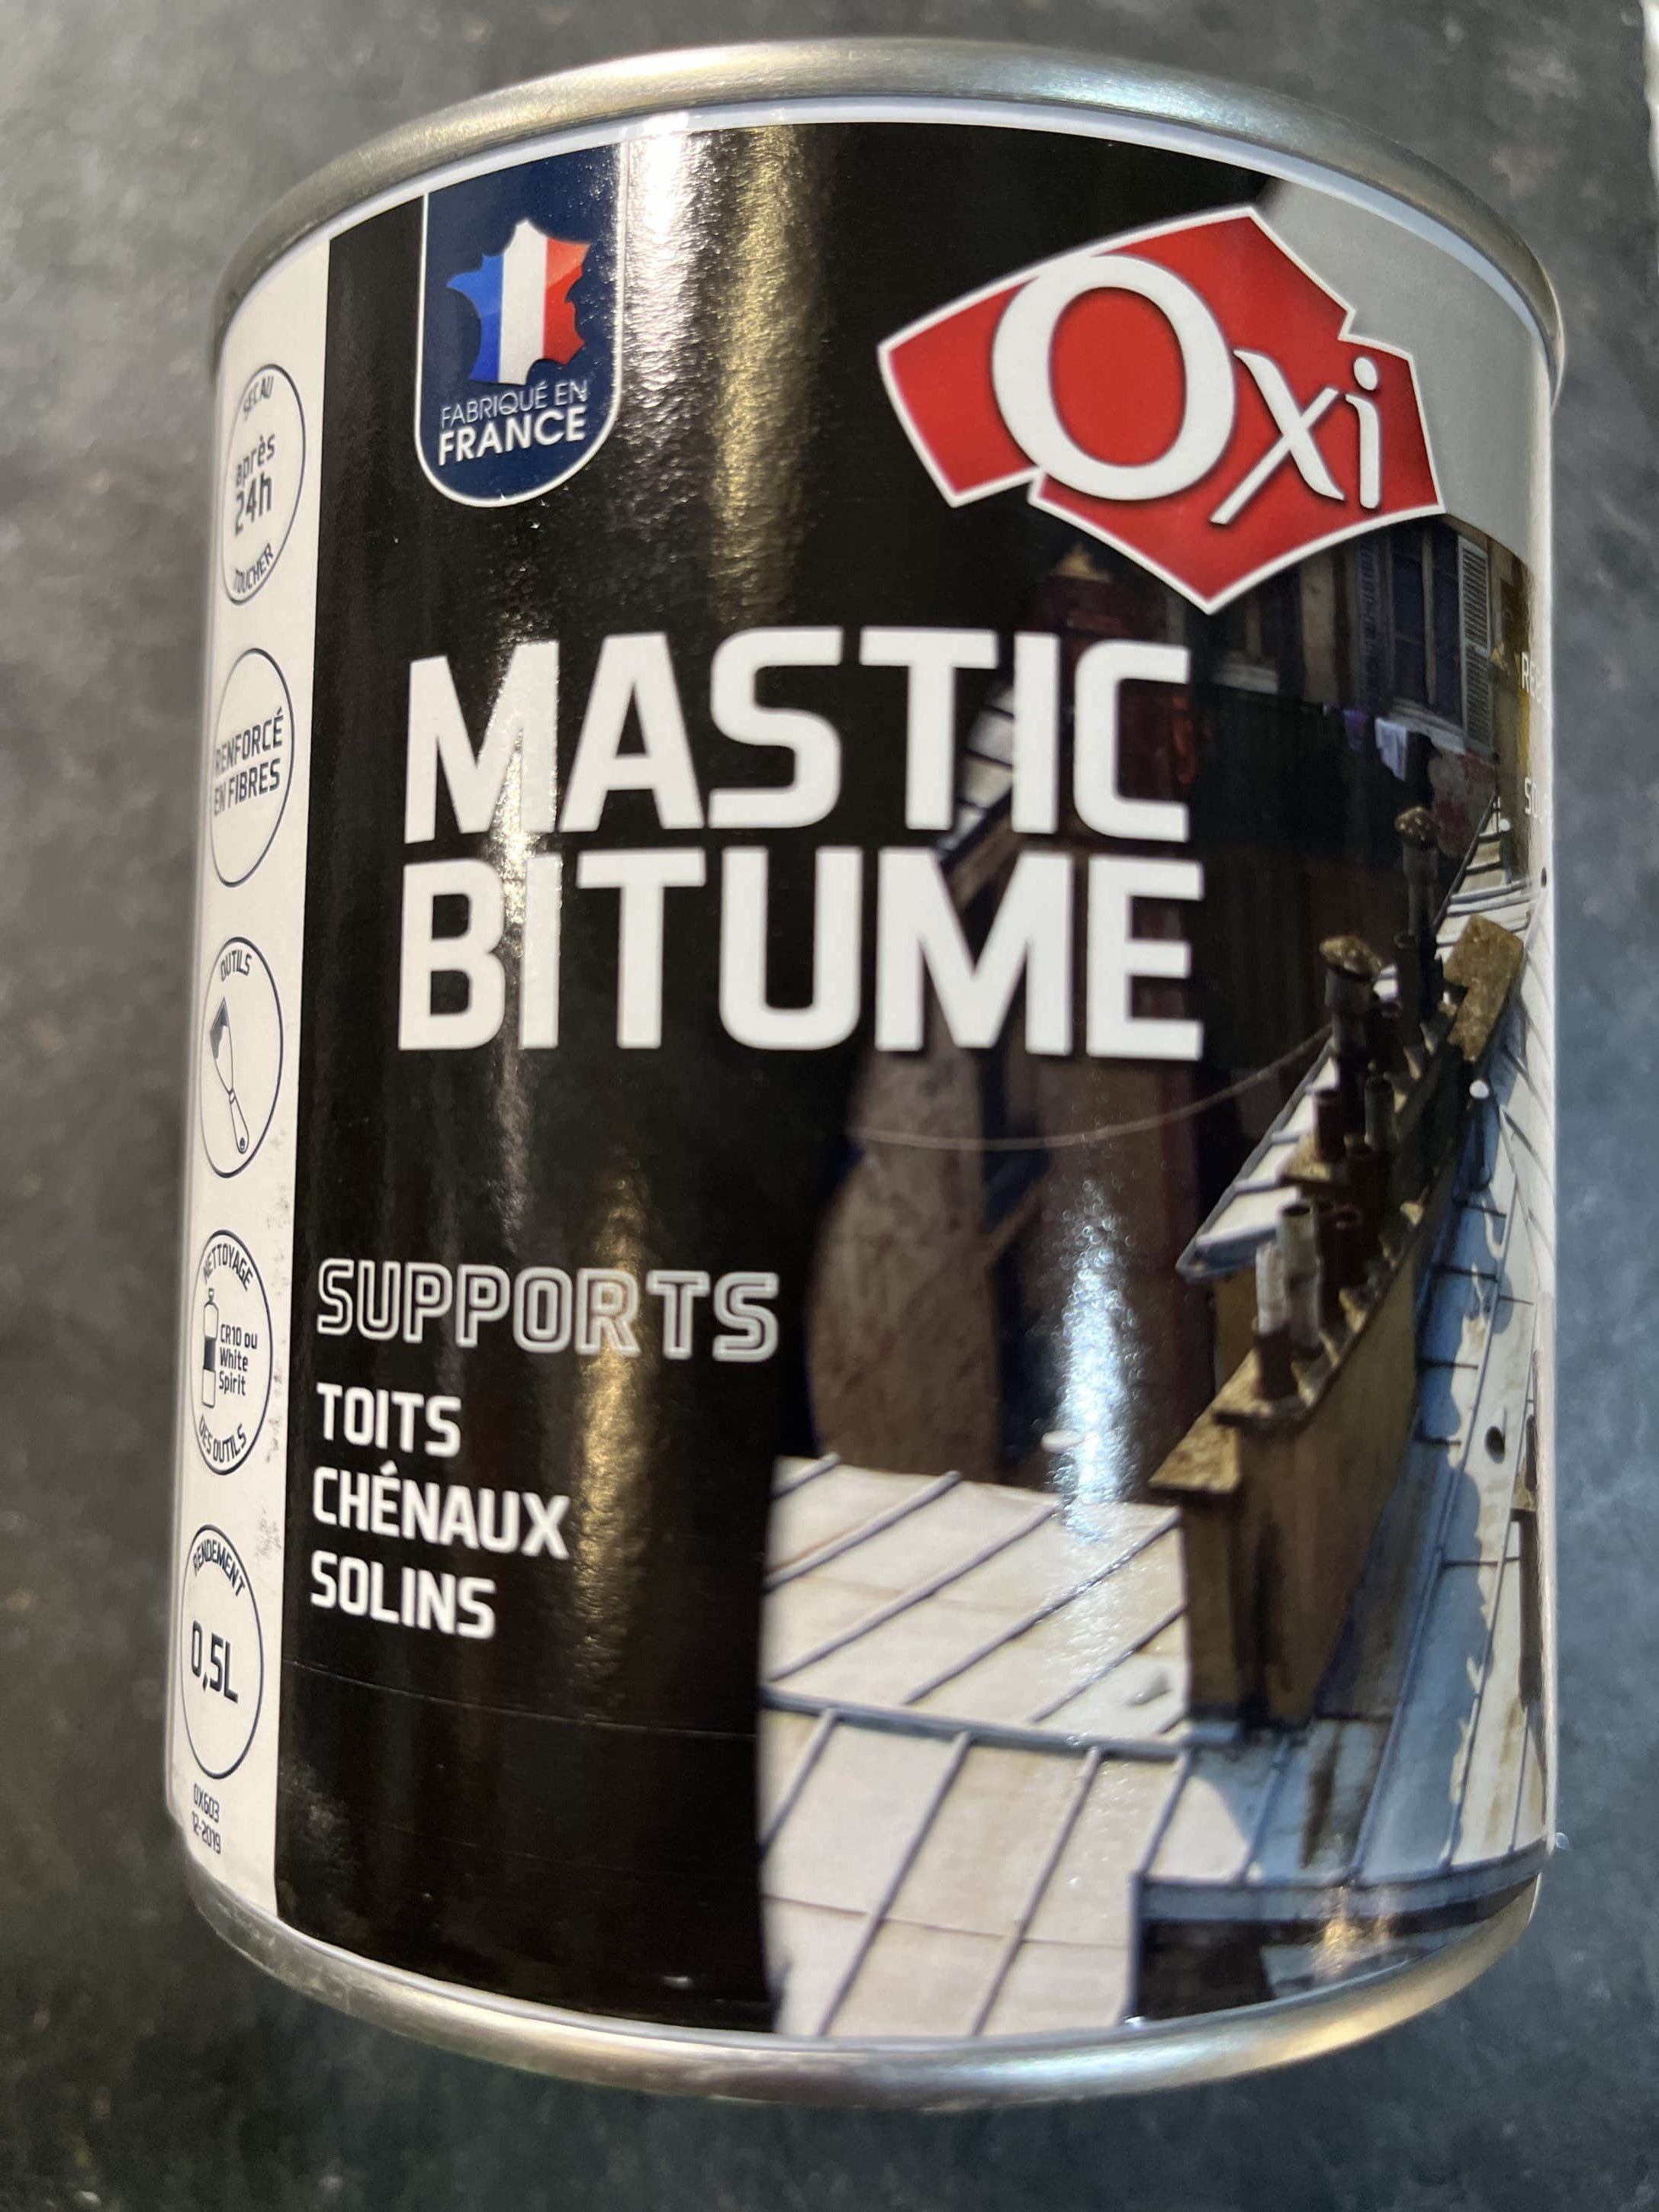 FABRIQUÉ EN
FRANCE
Oxi
MASTIC
BITUME
SUPPORTS
TOITS
CHÉNAUX
SOLINS
SEC AU
après
24h
TOUCHER
RENFORCÉ
EN FIBRES
OUTILS
NETTOYAGE
CR10 ou
White
Spirit
DES OUTILS
RENDEMENT
0,5L
OX603
12-2019